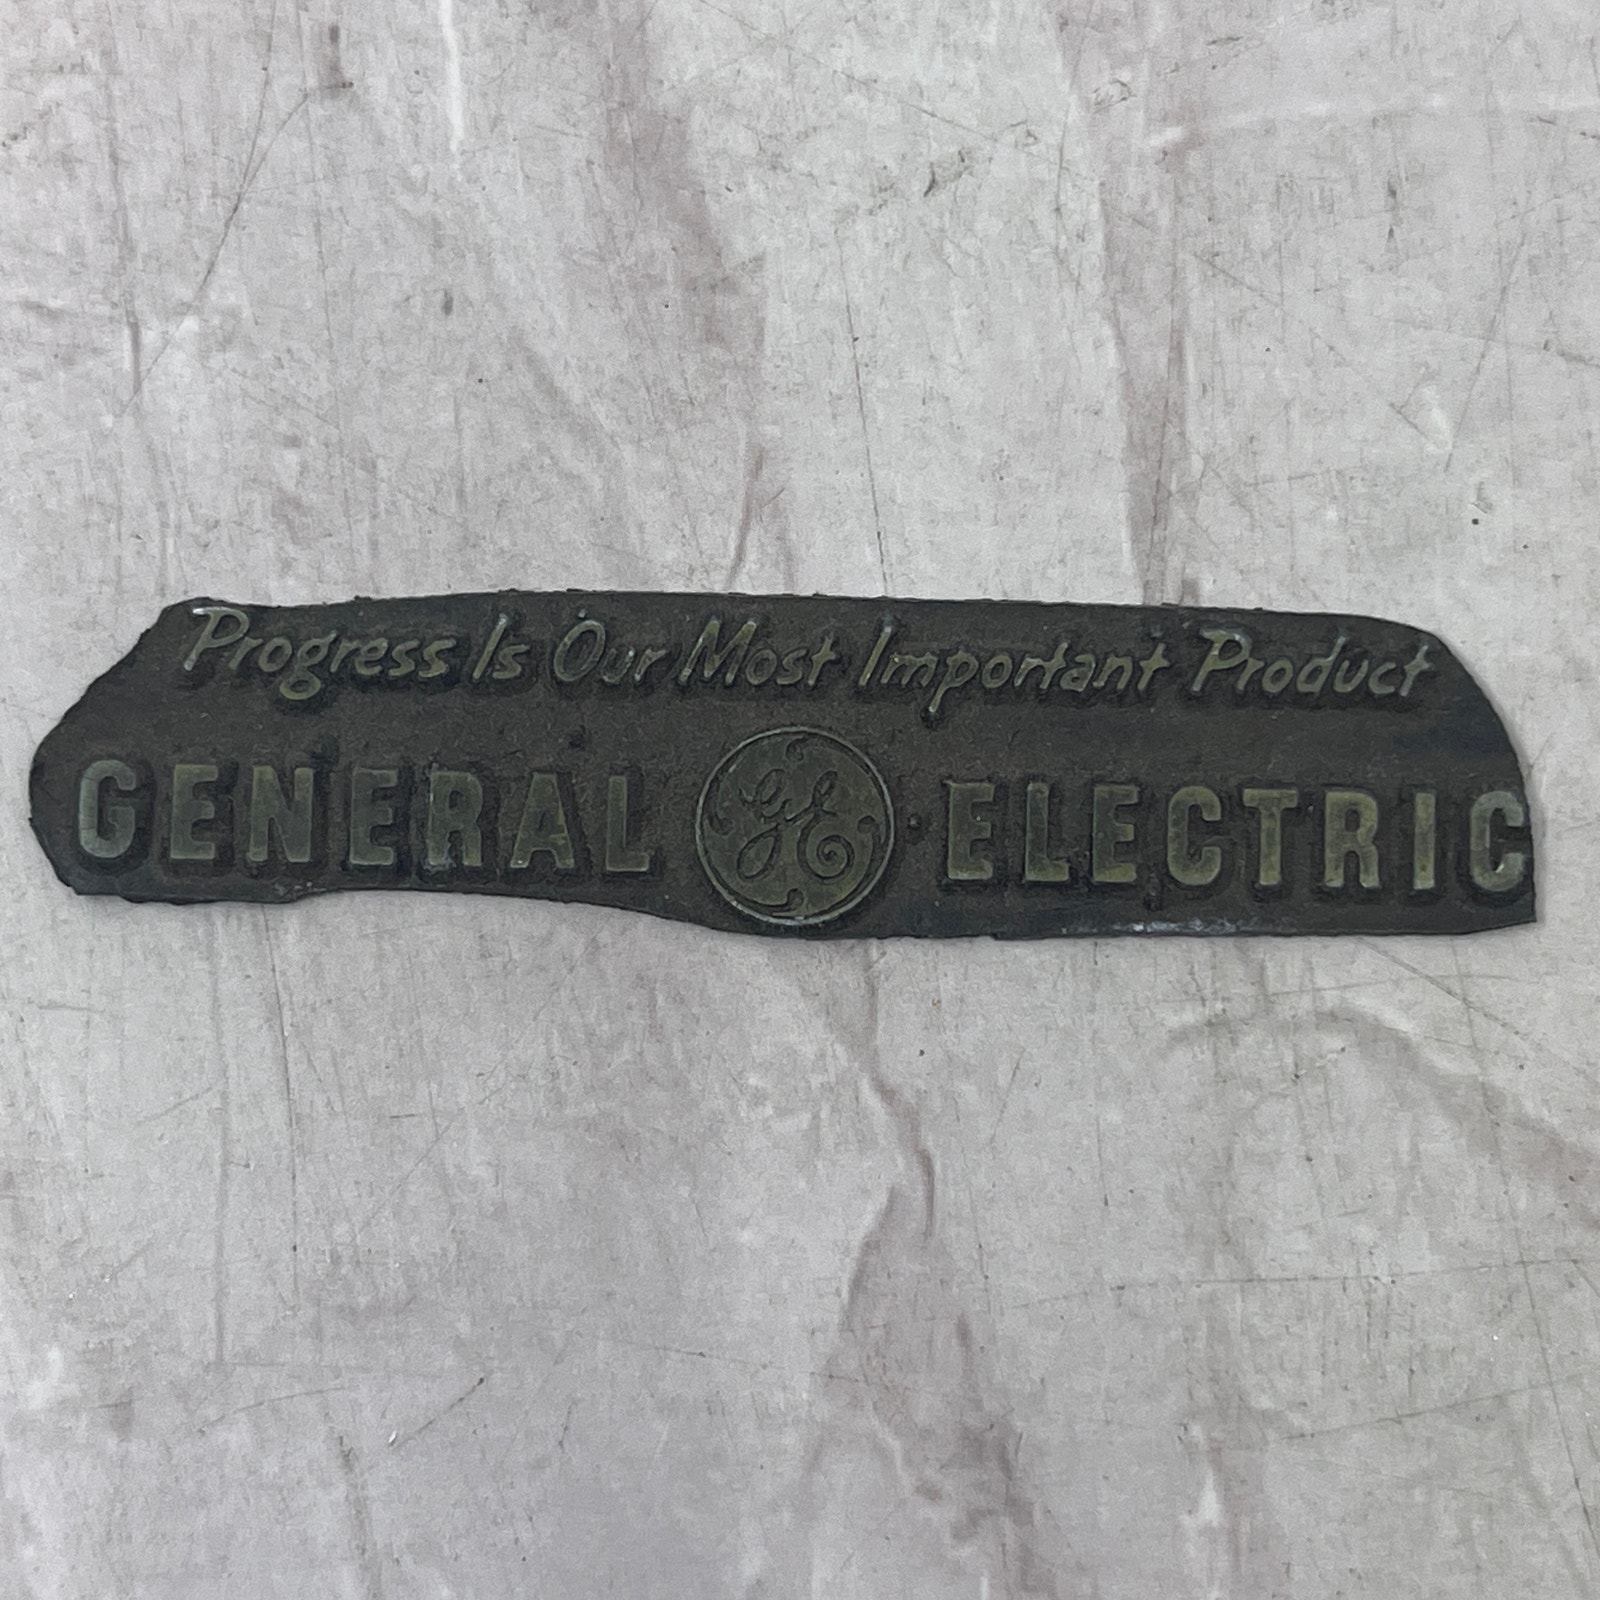 Progress Is Our Most Important Product
GENERAL GE ELECTRIC